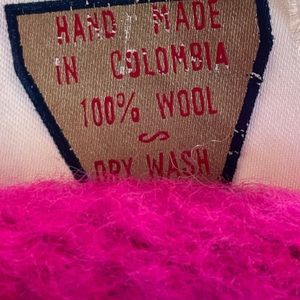 HAND MADE
IN COLOMBIA
100% WOOL
S
DRY WASH